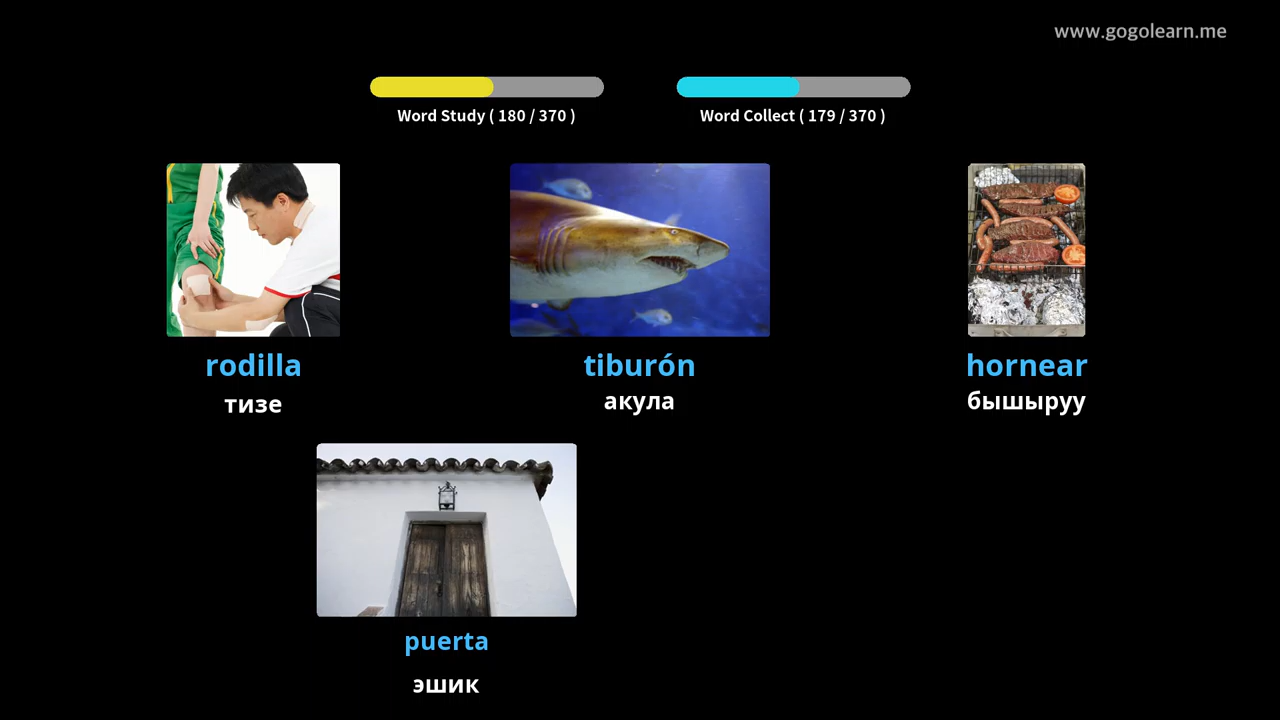 www.gogolearn.me
Word Study ( 180 / 370 )
Word Collect ( 179 / 370 )
rodilla
тизе
tiburón
акула
hornear
бышыруу
puerta
эшик